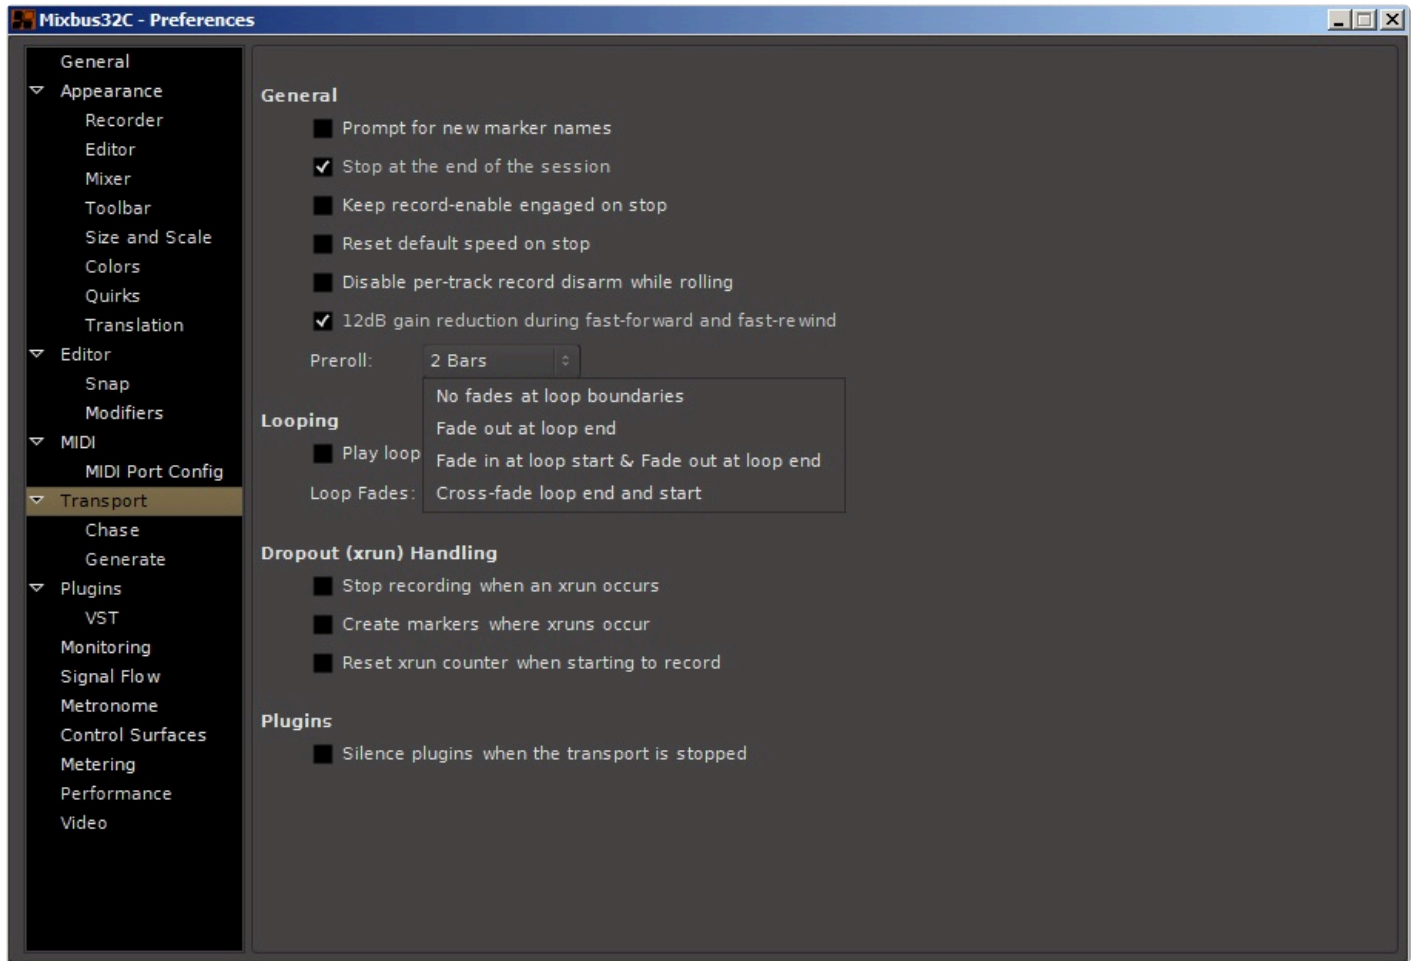 Mixbus32C - Preferences
General
Appearance
Recorder
Editor
Mixer
Toolbar
Size and Scale
Colors
Quirks
Translation
Editor
Snap
Modifiers
MIDI
MIDI Port Config
Transport
Chase
Generate
Plugins
VST
Monitoring
Signal Flow
Metronome
Control Surfaces
Metering
Performance
Video
General
Prompt for new marker names
Stop at the end of the session
Keep record-enable engaged on stop
Reset default speed on stop
Disable per-track record disarm while rolling
12dB gain reduction during fast-forward and fast-rewind
Preroll: 2 Bars
No fades at loop boundaries
Looping
Fade out at loop end
Play loop
Fade in at loop start & Fade out at loop end
Loop Fades:
Cross-fade loop end and start
Dropout (xrun) Handling
Stop recording when an xrun occurs
Create markers where xruns occur
Reset xrun counter when starting to record
Plugins
Silence plugins when the transport is stopped